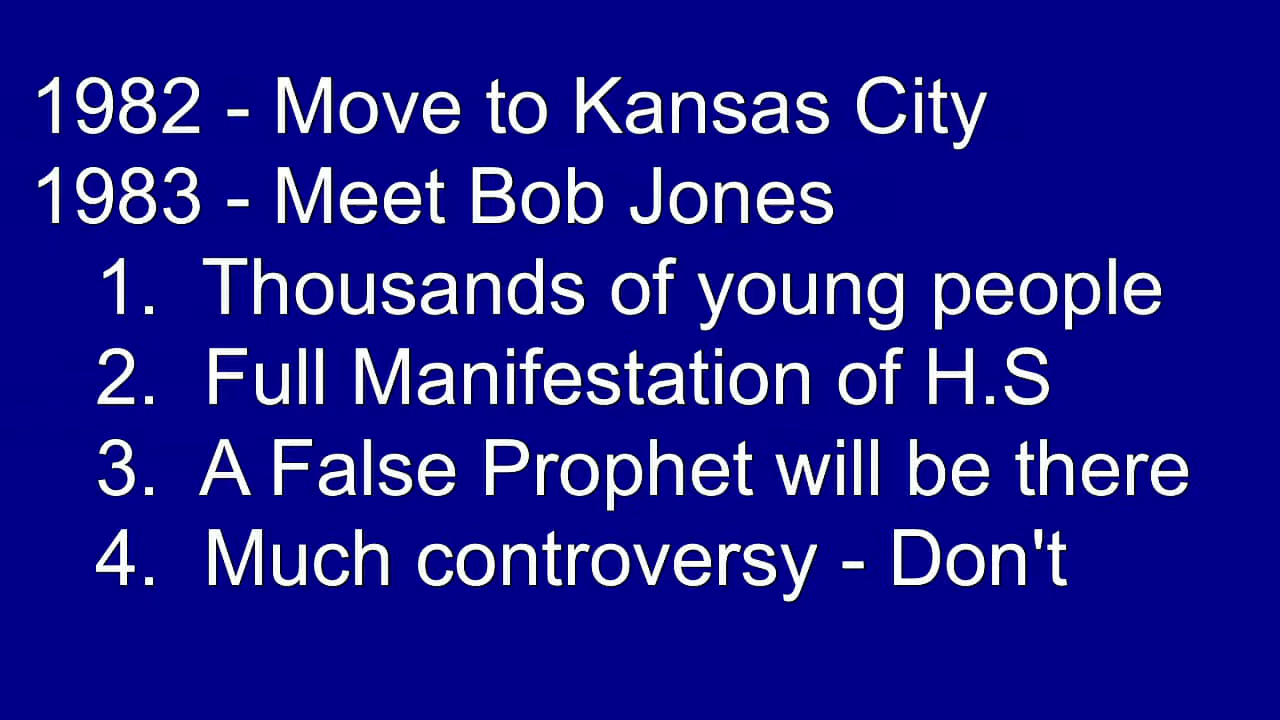 1982 - Move to Kansas City
1983 - Meet Bob Jones
1. Thousands of young people
2. Full Manifestation of H.S
3. A False Prophet will be there
4. Much controversy - Don't